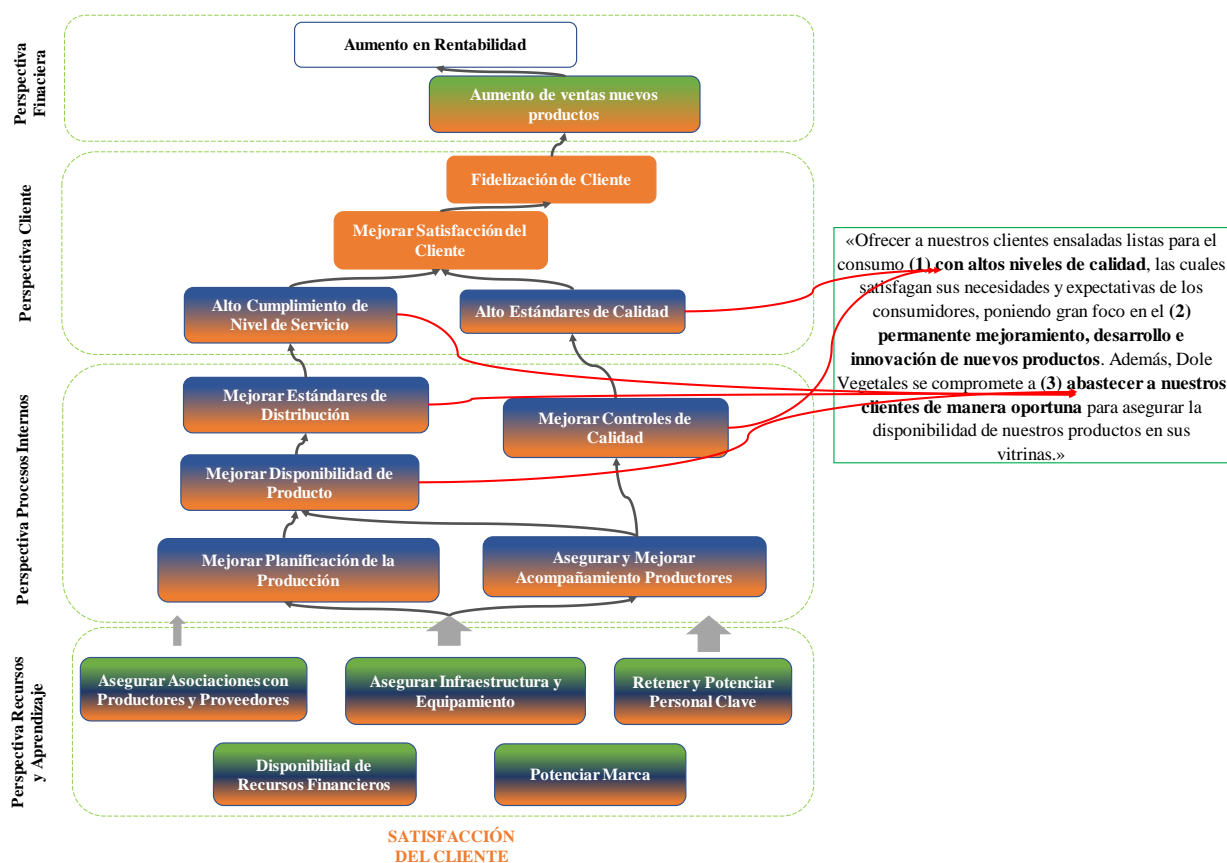 Perspectiva
Finaciera
Aumento en Rentabilidad
Aumento de ventas nuevos
productos
Perspectiva Cliente
Fidelización de Cliente
Mejorar Satisfacción del
Cliente
Alto Cumplimiento de
Nivel de Servicio
Alto Estándares de Calidad
«Ofrecer a nuestros clientes ensaladas listas para el
consumo (1) con altos niveles de calidad, las cuales
satisfagan sus necesidades y expectativas de los
consumidores, poniendo gran foco en el (2)
permanente mejoramiento, desarrollo e
innovación de nuevos productos. Además, Dole
Vegetales se compromete a (3) abastecer a nuestros
clientes de manera oportuna para asegurar la
disponibilidad de nuestros productos en sus
vitrinas.»
Perspectiva Procesos Internos
Mejorar Estándares de
Distribución
Mejorar Controles de
Calidad
Mejorar Disponibilidad de
Producto
Mejorar Planificación de la
Producción
Asegurar y Mejorar
Acompañamiento Productores
Perspectiva Recursos
y Aprendizaje
Asegurar Asociaciones con
Productores y Proveedores
Asegurar Infraestructura y
Equipamiento
Retener y Potenciar
Personal Clave
Disponibiliad de
Recursos Financieros
Potenciar Marca
SATISFACCIÓN
DEL CLIENTE